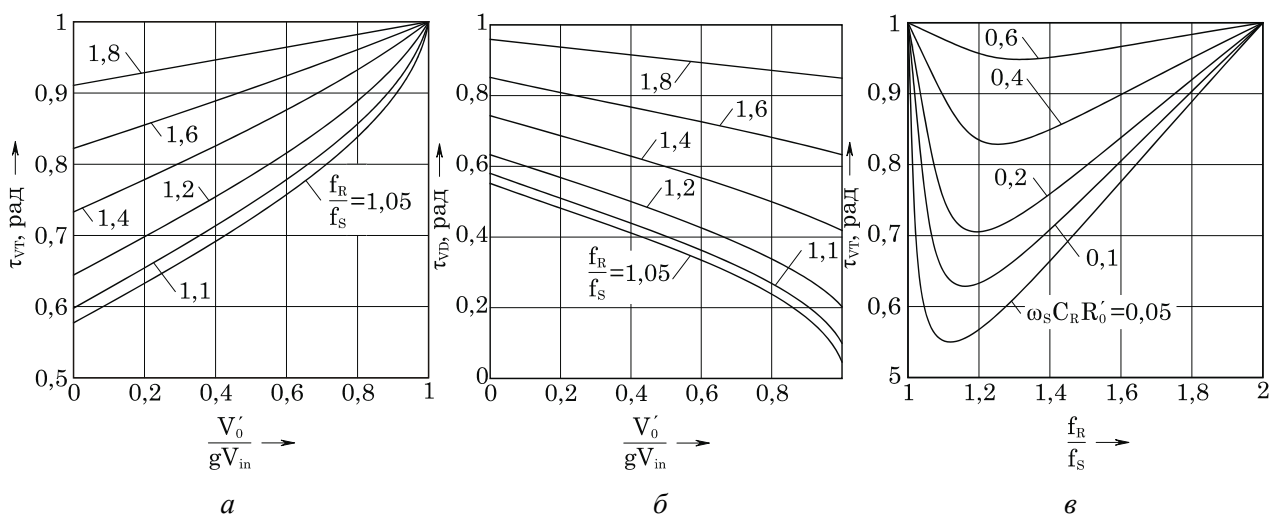 1
0,9
0,8
0,7
0,6
0,5
τVT, рад
1,8
1,6
1,4
1,2
1,1
fR
fS =1,05
0 0,2 0,4 0,6 0,8 1
V′0
gVin
а
1
0,8
0,6
0,4
0,2
0
τVD, рад
1,8
1,6
1,4
1,2
1,1
fR
fS =1,05
0 0,2 0,4 0,6 0,8
V′0
gVin
б
1
0,9
0,8
0,7
0,6
5
τVT, рад
0,6
0,4
0,2
0,1
ωSCRR′0=0,05
1 1,2 1,4 1,6 1,8 2
fR
fS
в